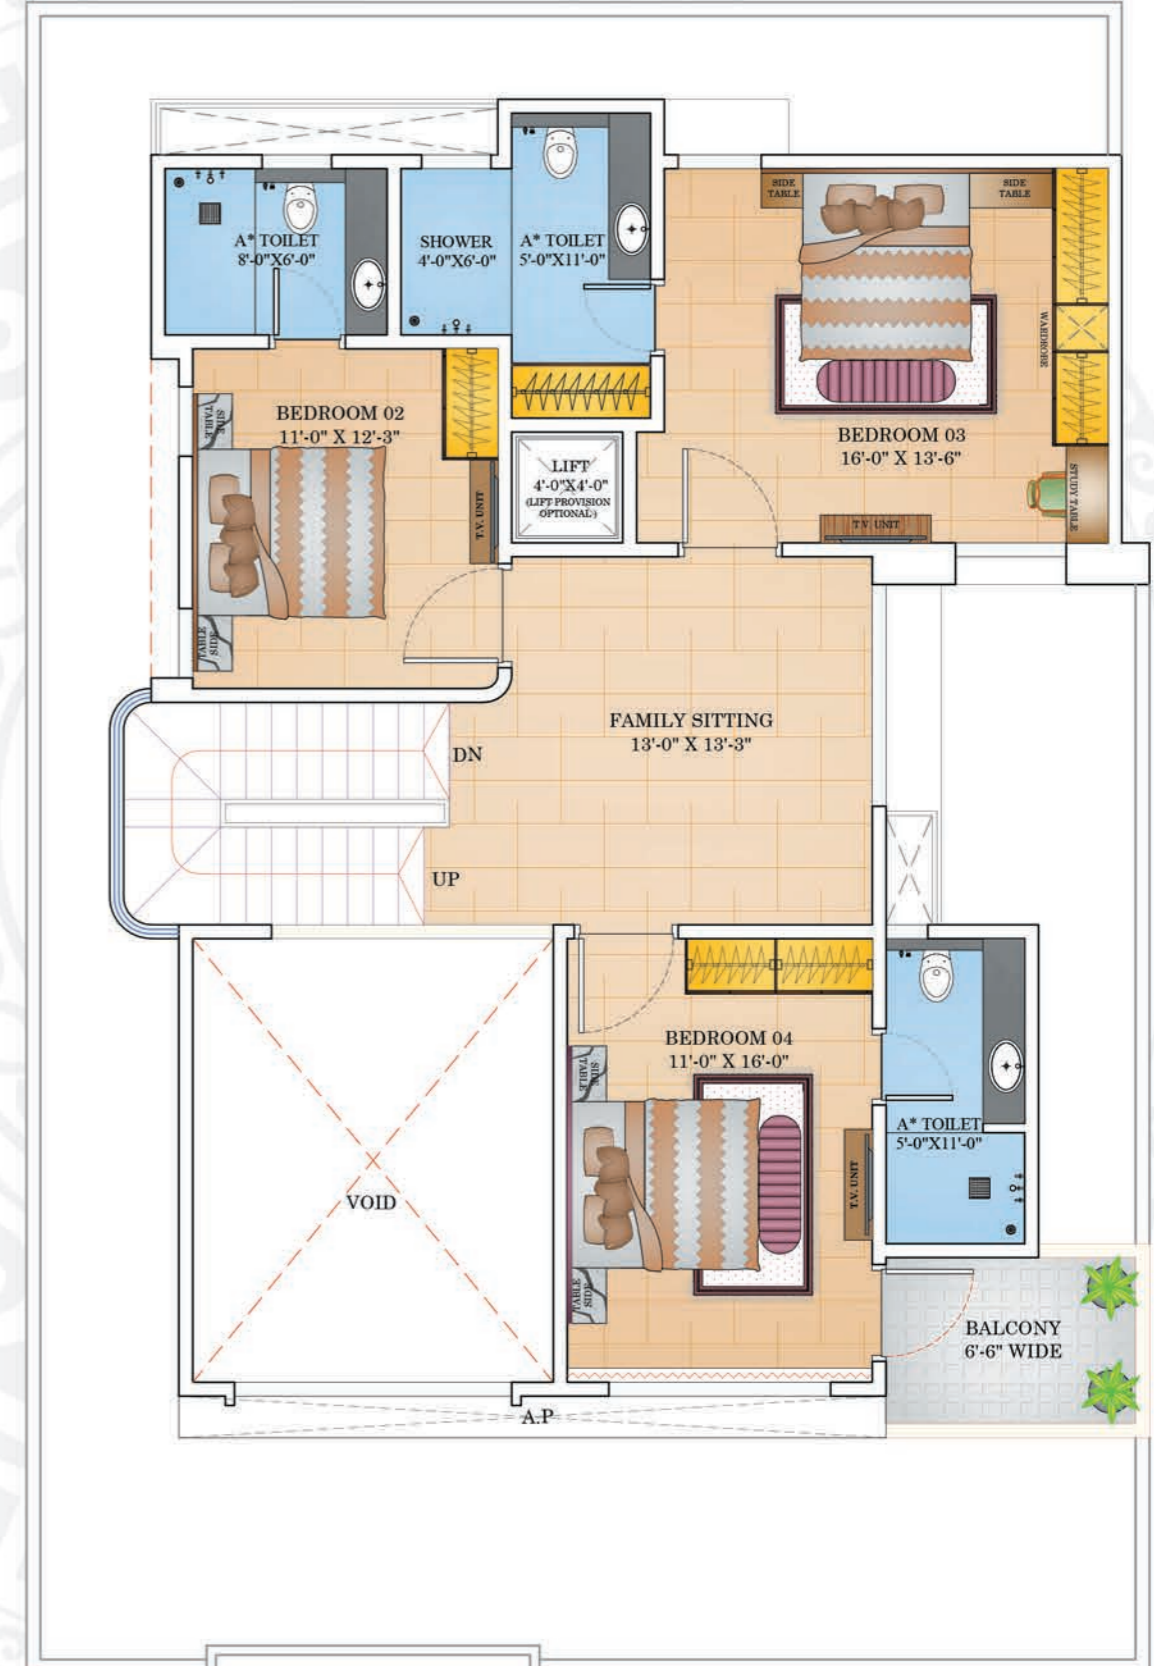 SIDE
TABLE
SIDE
TABLE
A* TOILET
8'-0"X6'-0"
SHOWER
4'-0"X6'-0"
A* TOILET
5'-0"X11'-0"
WARDROBE
BEDROOM 02
11'-0" X 12'-3"
SIDE
TABLE
BEDROOM 03
16'-0" X 13'-6"
LIFT
4'-0"X4'-0"
(LIFT PROVISION
OPTIONAL)
T.V. UNIT
STUDY TABLE
T.V. UNIT
TABLE
SIDE
FAMILY SITTING
13'-0" X 13'-3"
DN
UP
BEDROOM 04
11'-0" X 16'-0"
SIDE
TABLE
A* TOILET
5'-0"X11'-0"
T.V. UNIT
VOID
TABLE
SIDE
BALCONY
6'-6" WIDE
A.P